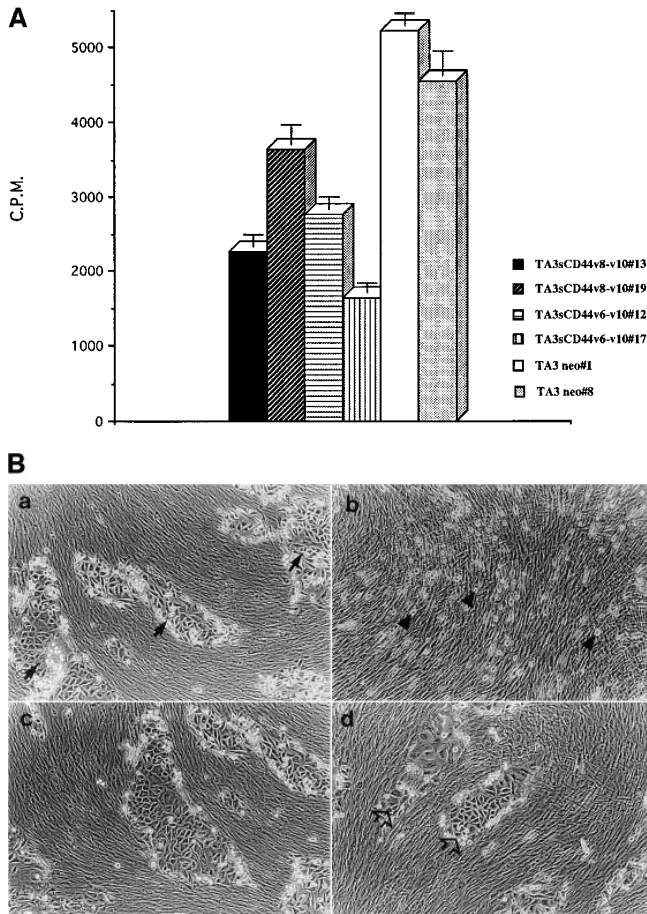 A
C.P.M.
5000
4000
3000
2000
1000
0
TA3sCD44v8-v10#13
TA3sCD44v8-v10#19
TA3sCD44v6-v10#12
TA3sCD44v6-v10#17
TA3 neo#1
TA3 neo#8
B
a
b
c
d